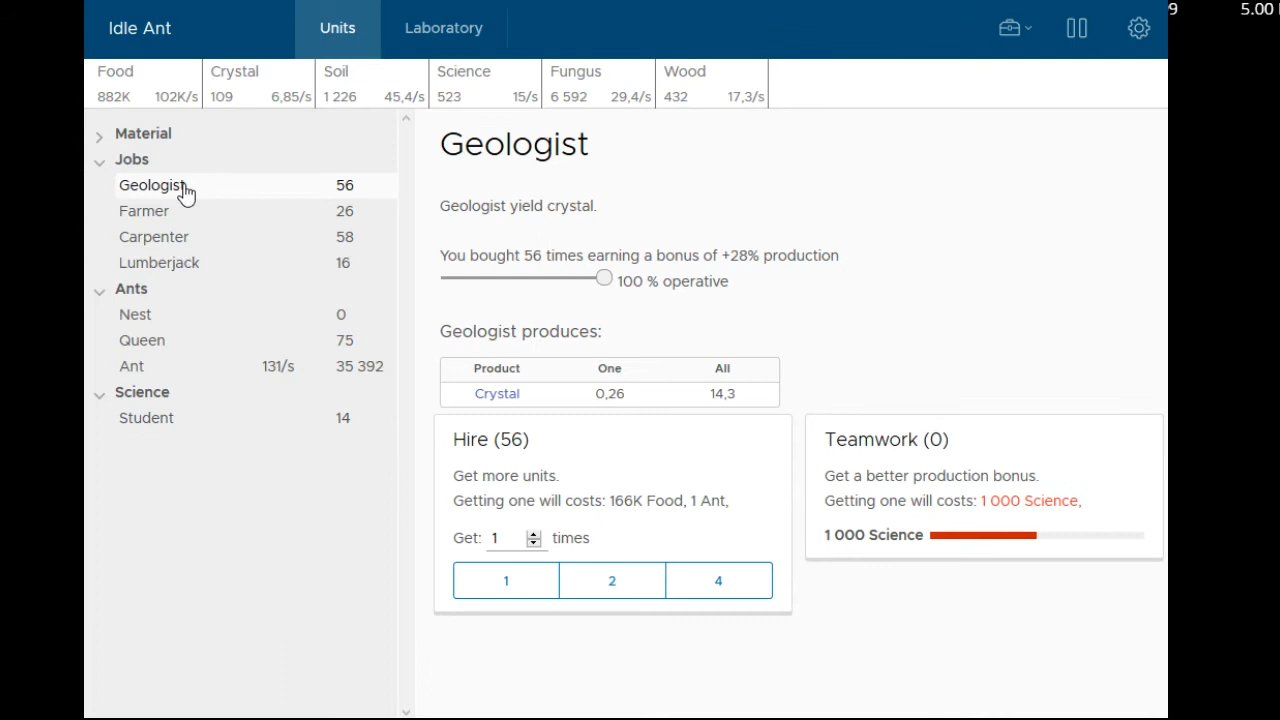 9 5.00
Idle Ant Units Laboratory
Food Crystal Soil Science Fungus Wood
882K 102K/s 109 6,85/s 1 226 45,4/s 523 15/s 6 592 29,4/s 432 17,3/s
Material
Jobs
Geologist 56
Farmer 26
Carpenter 58
Lumberjack 16
Ants
Nest 0
Queen 75
Ant 131/s 35 392
Science
Student 14
Geologist
Geologist yield crystal.
You bought 56 times earning a bonus of +28% production
100 % operative
Geologist produces:
Product One All
Crystal 0,26 14,3
Hire (56)
Get more units.
Getting one will costs: 166K Food, 1 Ant,
Get: 1 times
1 2 4
Teamwork (0)
Get a better production bonus.
Getting one will costs: 1 000 Science,
1 000 Science